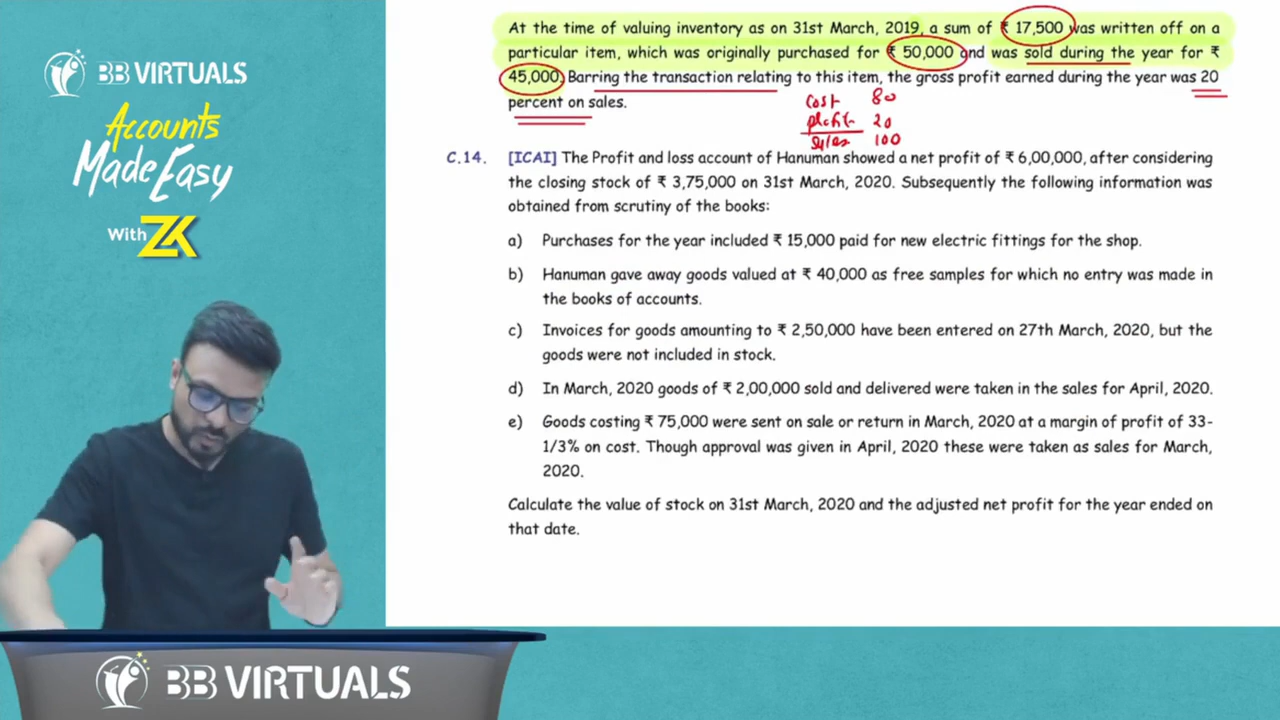 BB VIRTUALS
Accounts
Made Easy
With ZK
At the time of valuing inventory as on 31st March, 2019, a sum of ₹ 17,500 was written off on a
particular item, which was originally purchased for ₹ 50,000 and was sold during the year for ₹
45,000. Barring the transaction relating to this item, the gross profit earned during the year was 20
percent on sales.
cost 80
profit 20
sales 100
C.14. [ICAI] The Profit and loss account of Hanuman showed a net profit of ₹ 6,00,000, after considering
the closing stock of ₹ 3,75,000 on 31st March, 2020. Subsequently the following information was
obtained from scrutiny of the books:
a) Purchases for the year included ₹ 15,000 paid for new electric fittings for the shop.
b) Hanuman gave away goods valued at ₹ 40,000 as free samples for which no entry was made in
the books of accounts.
c) Invoices for goods amounting to ₹ 2,50,000 have been entered on 27th March, 2020, but the
goods were not included in stock.
d) In March, 2020 goods of ₹ 2,00,000 sold and delivered were taken in the sales for April, 2020.
e) Goods costing ₹ 75,000 were sent on sale or return in March, 2020 at a margin of profit of 33-
1/3% on cost. Though approval was given in April, 2020 these were taken as sales for March,
2020.
Calculate the value of stock on 31st March, 2020 and the adjusted net profit for the year ended on
that date.
BB VIRTUALS